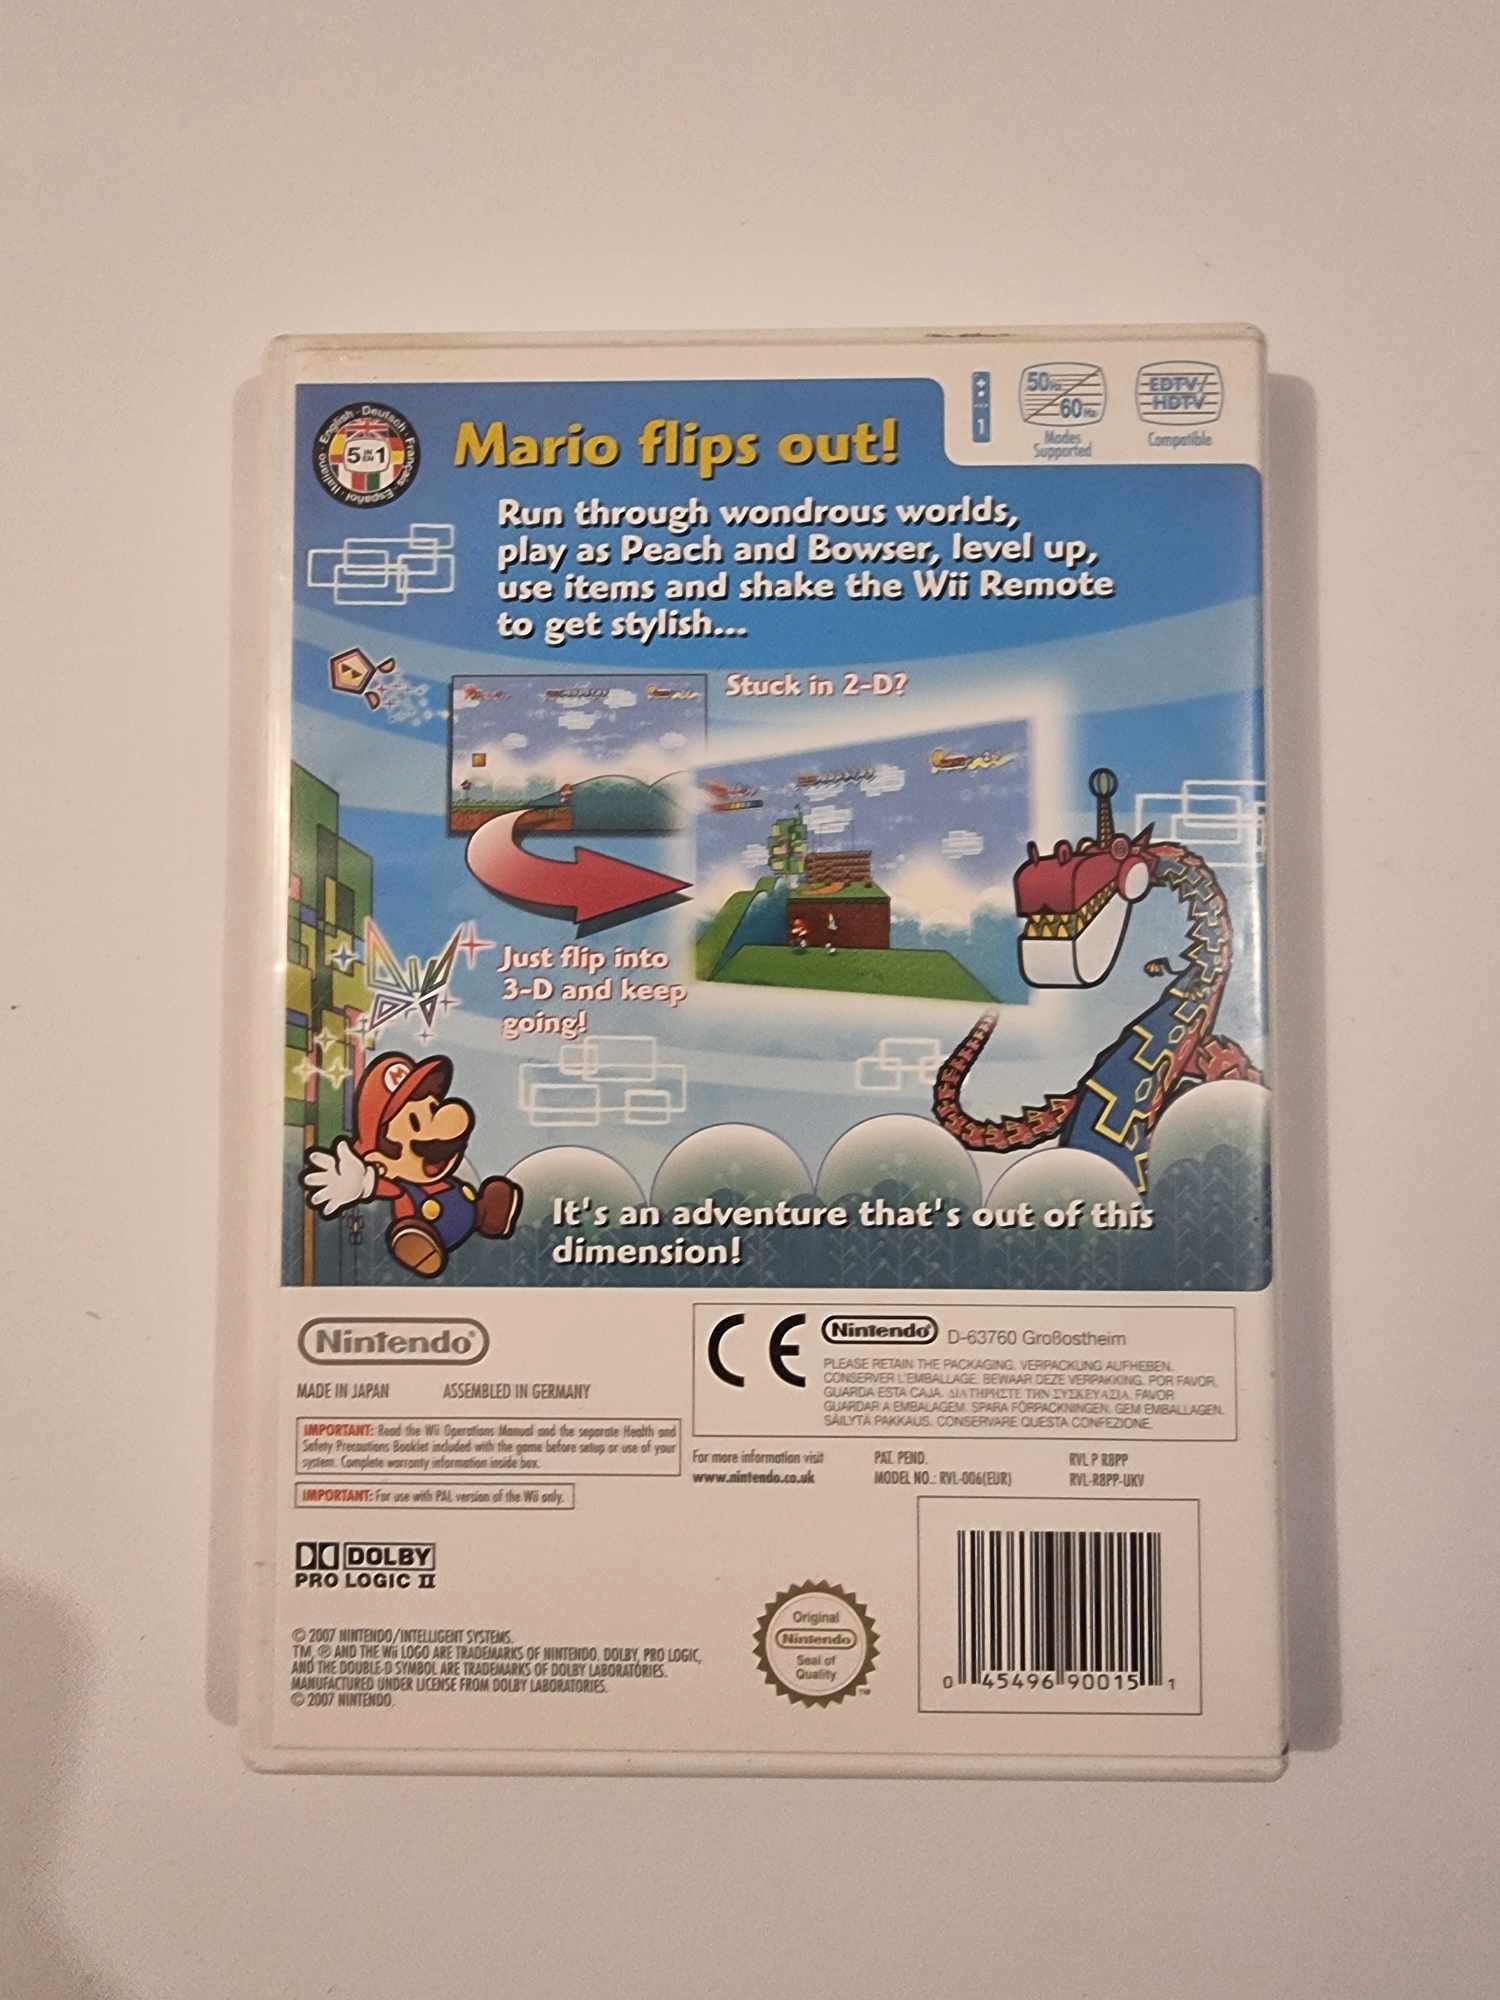 English · Deutsch · Français · Español · Italiano
5 IN EN 1
Mario flips out!
1
50Hz
60Hz
Modes
Supported
EDTV/
HDTV
Compatible
Run through wondrous worlds,
play as Peach and Bowser, level up,
use items and shake the Wii Remote
to get stylish...
Stuck in 2-D?
Just flip into
3-D and keep
going!
M
It's an adventure that's out of this
dimension!
Nintendo®
MADE IN JAPAN
ASSEMBLED IN GERMANY
IMPORTANT: Read the Wii Operations Manual and the separate Health and
Safety Precautions Booklet included with the game before setup or use of your
system. Complete warranty information inside box.
IMPORTANT: For use with PAL version of the Wii only.
CE
Nintendo® D-63760 Großostheim
PLEASE RETAIN THE PACKAGING. VERPACKUNG AUFHEBEN.
CONSERVER L'EMBALLAGE. BEWAAR DEZE VERPAKKING. POR FAVOR,
GUARDA ESTA CAJA. ΔΙΑΤΗΡΗΣΤΕ ΤΗΝ ΣΥΣΚΕΥΑΣΙΑ. FAVOR
GUARDAR A EMBALAGEM. SPARA FÖRPACKNINGEN. GEM EMBALLAGEN.
SÄILYTÄ PAKKAUS. CONSERVARE QUESTA CONFEZIONE.
For more information visit
www.nintendo.co.uk
PAT. PEND.
MODEL NO.: RVL-006(EUR)
RVL P R8PP
RVL-R8PP-UKV
DOLBY
PRO LOGIC II
© 2007 NINTENDO/INTELLIGENT SYSTEMS.
TM, ® AND THE Wii LOGO ARE TRADEMARKS OF NINTENDO. DOLBY, PRO LOGIC,
AND THE DOUBLE-D SYMBOL ARE TRADEMARKS OF DOLBY LABORATORIES.
MANUFACTURED UNDER LICENSE FROM DOLBY LABORATORIES.
© 2007 NINTENDO.
Original
Nintendo
Seal of
Quality
TM
0 45496 90015 1